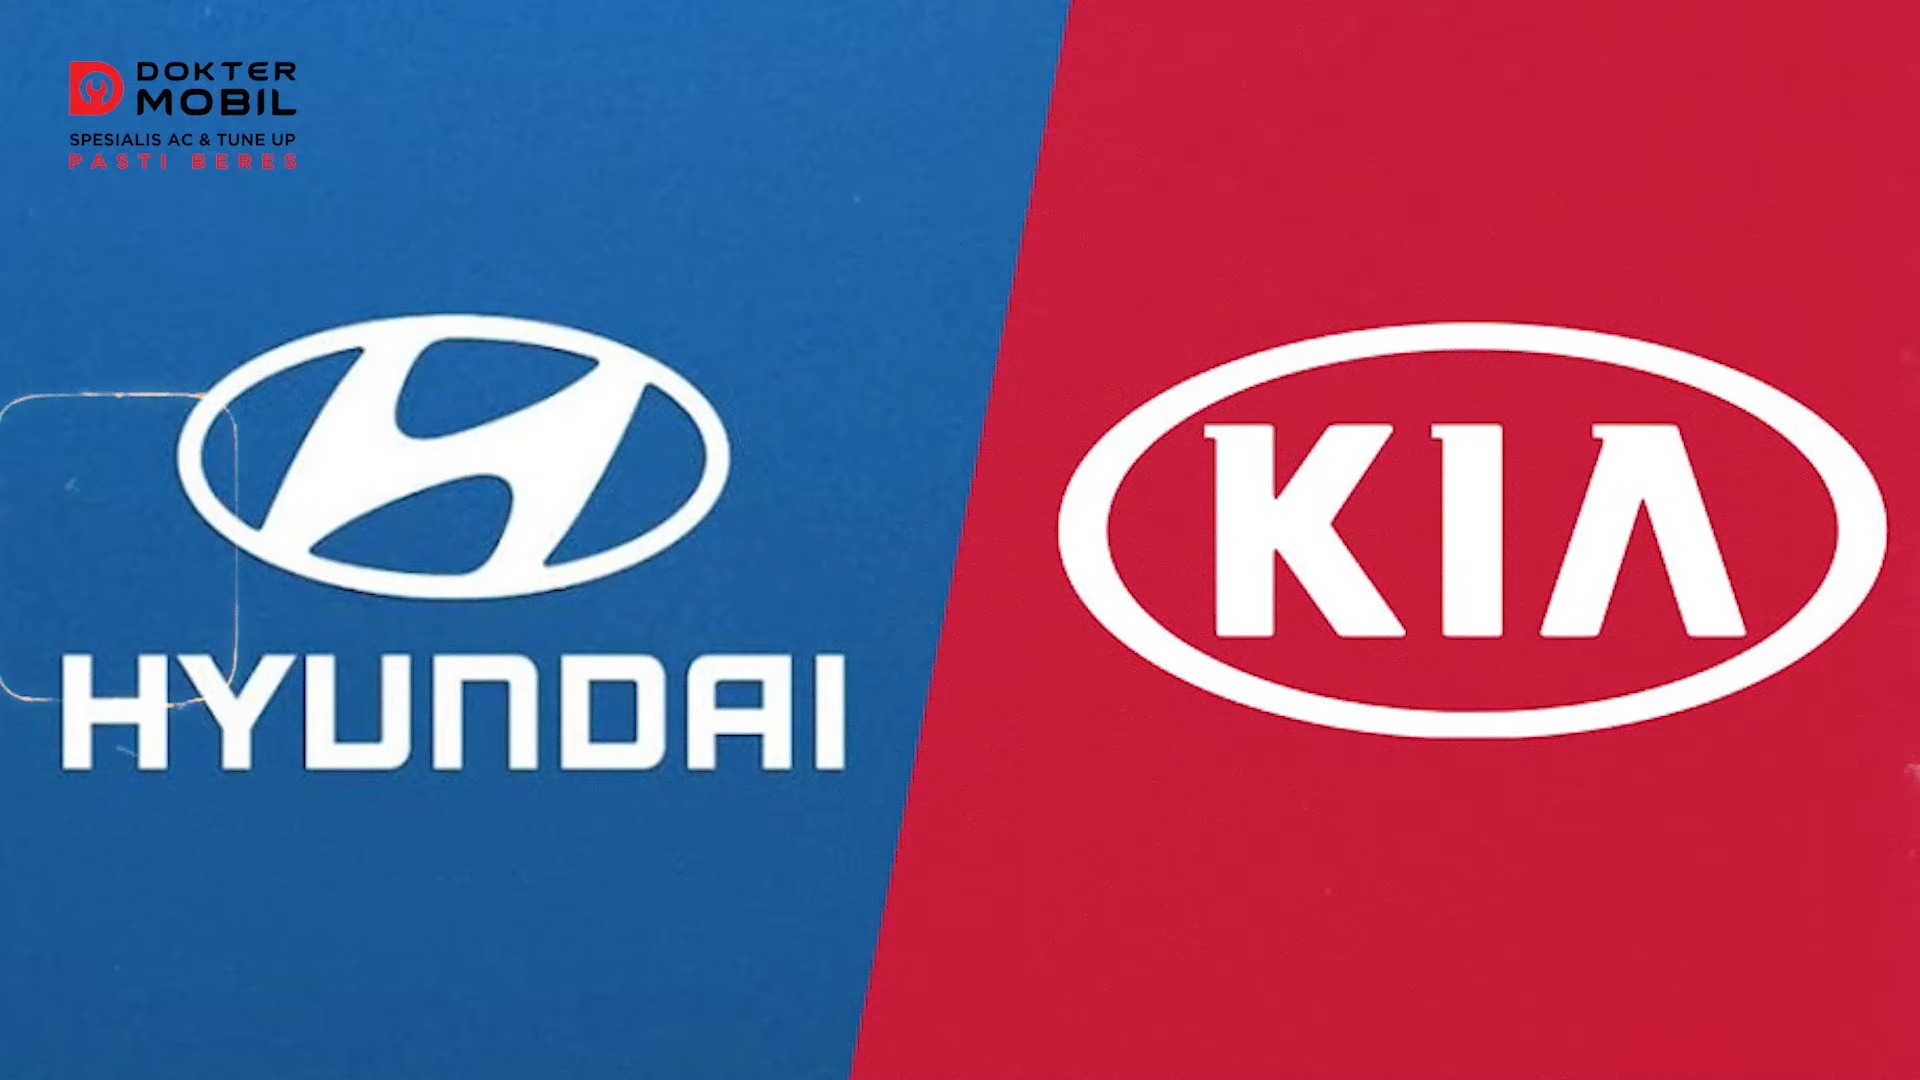 DOKTER
MOBIL
SPESIALIS AC & TUNE UP
PASTI BERES
HYUNDAI
KIA